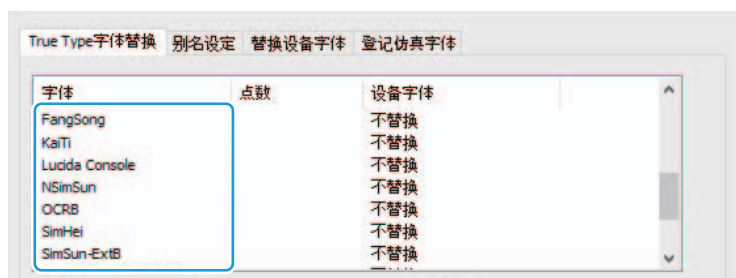 True Type字体替换 别名设定 替换设备字体 登记仿真字体
字体 点数 设备字体
FangSong 不替换
KaiTi 不替换
Lucida Console 不替换
NSimSun 不替换
OCRB 不替换
SimHei 不替换
SimSun-ExtB 不替换